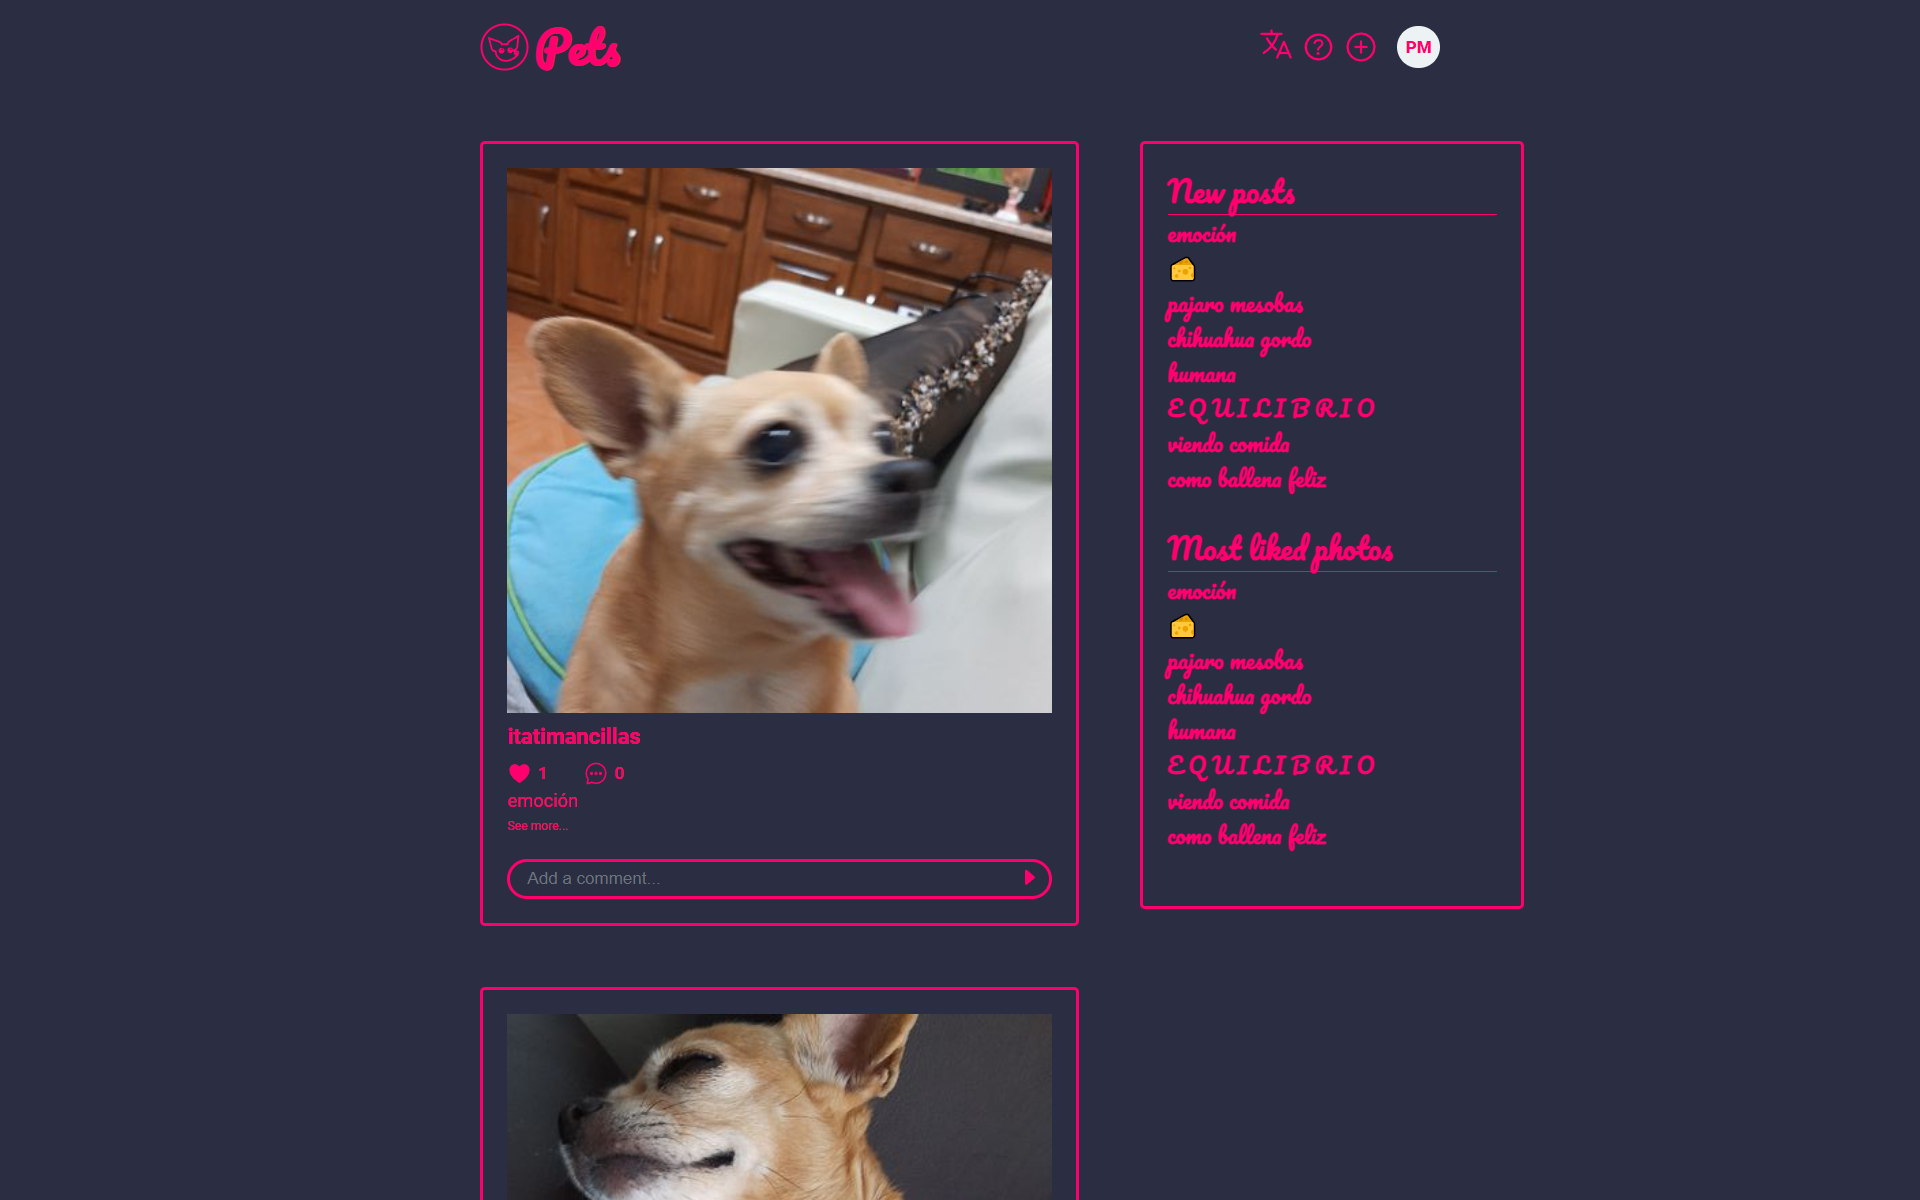 Pets
PM
itatimancillas
1 0
emoción
See more...
Add a comment...
New posts
emoción
🧀
pajaro mesobas
chihuahua gordo
humana
EQUILIBRIO
viendo comida
como ballena feliz
Most liked photos
emoción
🧀
pajaro mesobas
chihuahua gordo
humana
EQUILIBRIO
viendo comida
como ballena feliz